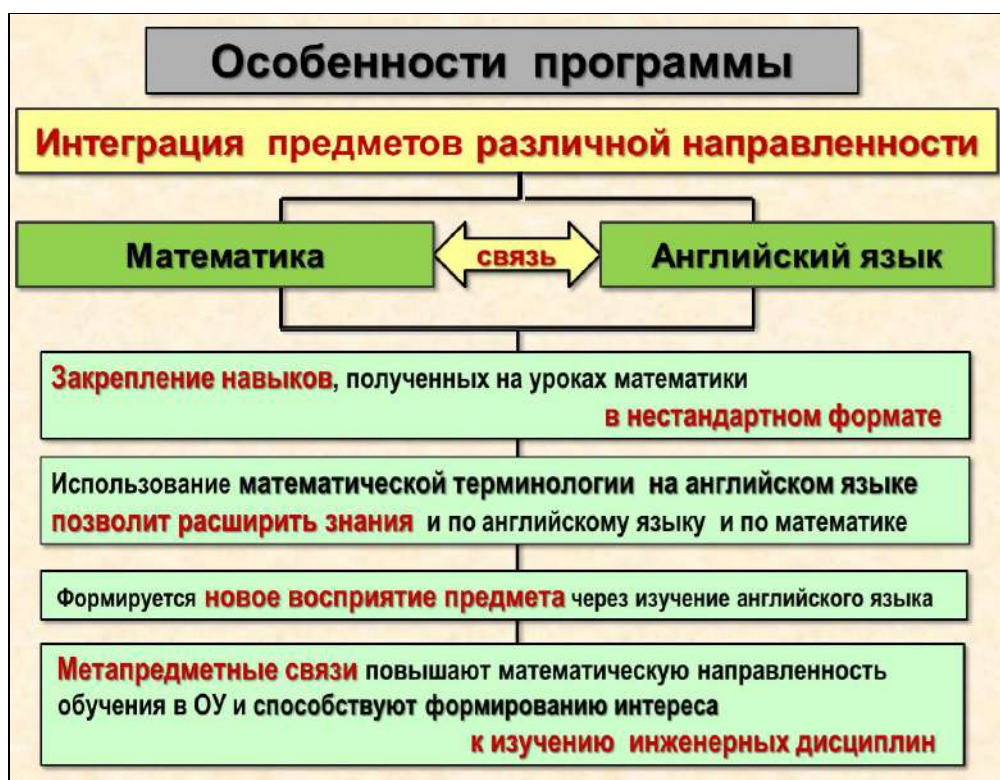 Особенности программы
Интеграция предметов различной направленности
Математика
связь
Английский язык
Закрепление навыков, полученных на уроках математики
в нестандартном формате
Использование математической терминологии на английском языке
позволит расширить знания и по английскому языку и по математике
Формируется новое восприятие предмета через изучение английского языка
Метапредметные связи повышают математическую направленность
обучения в ОУ и способствуют формированию интереса
к изучению инженерных дисциплин